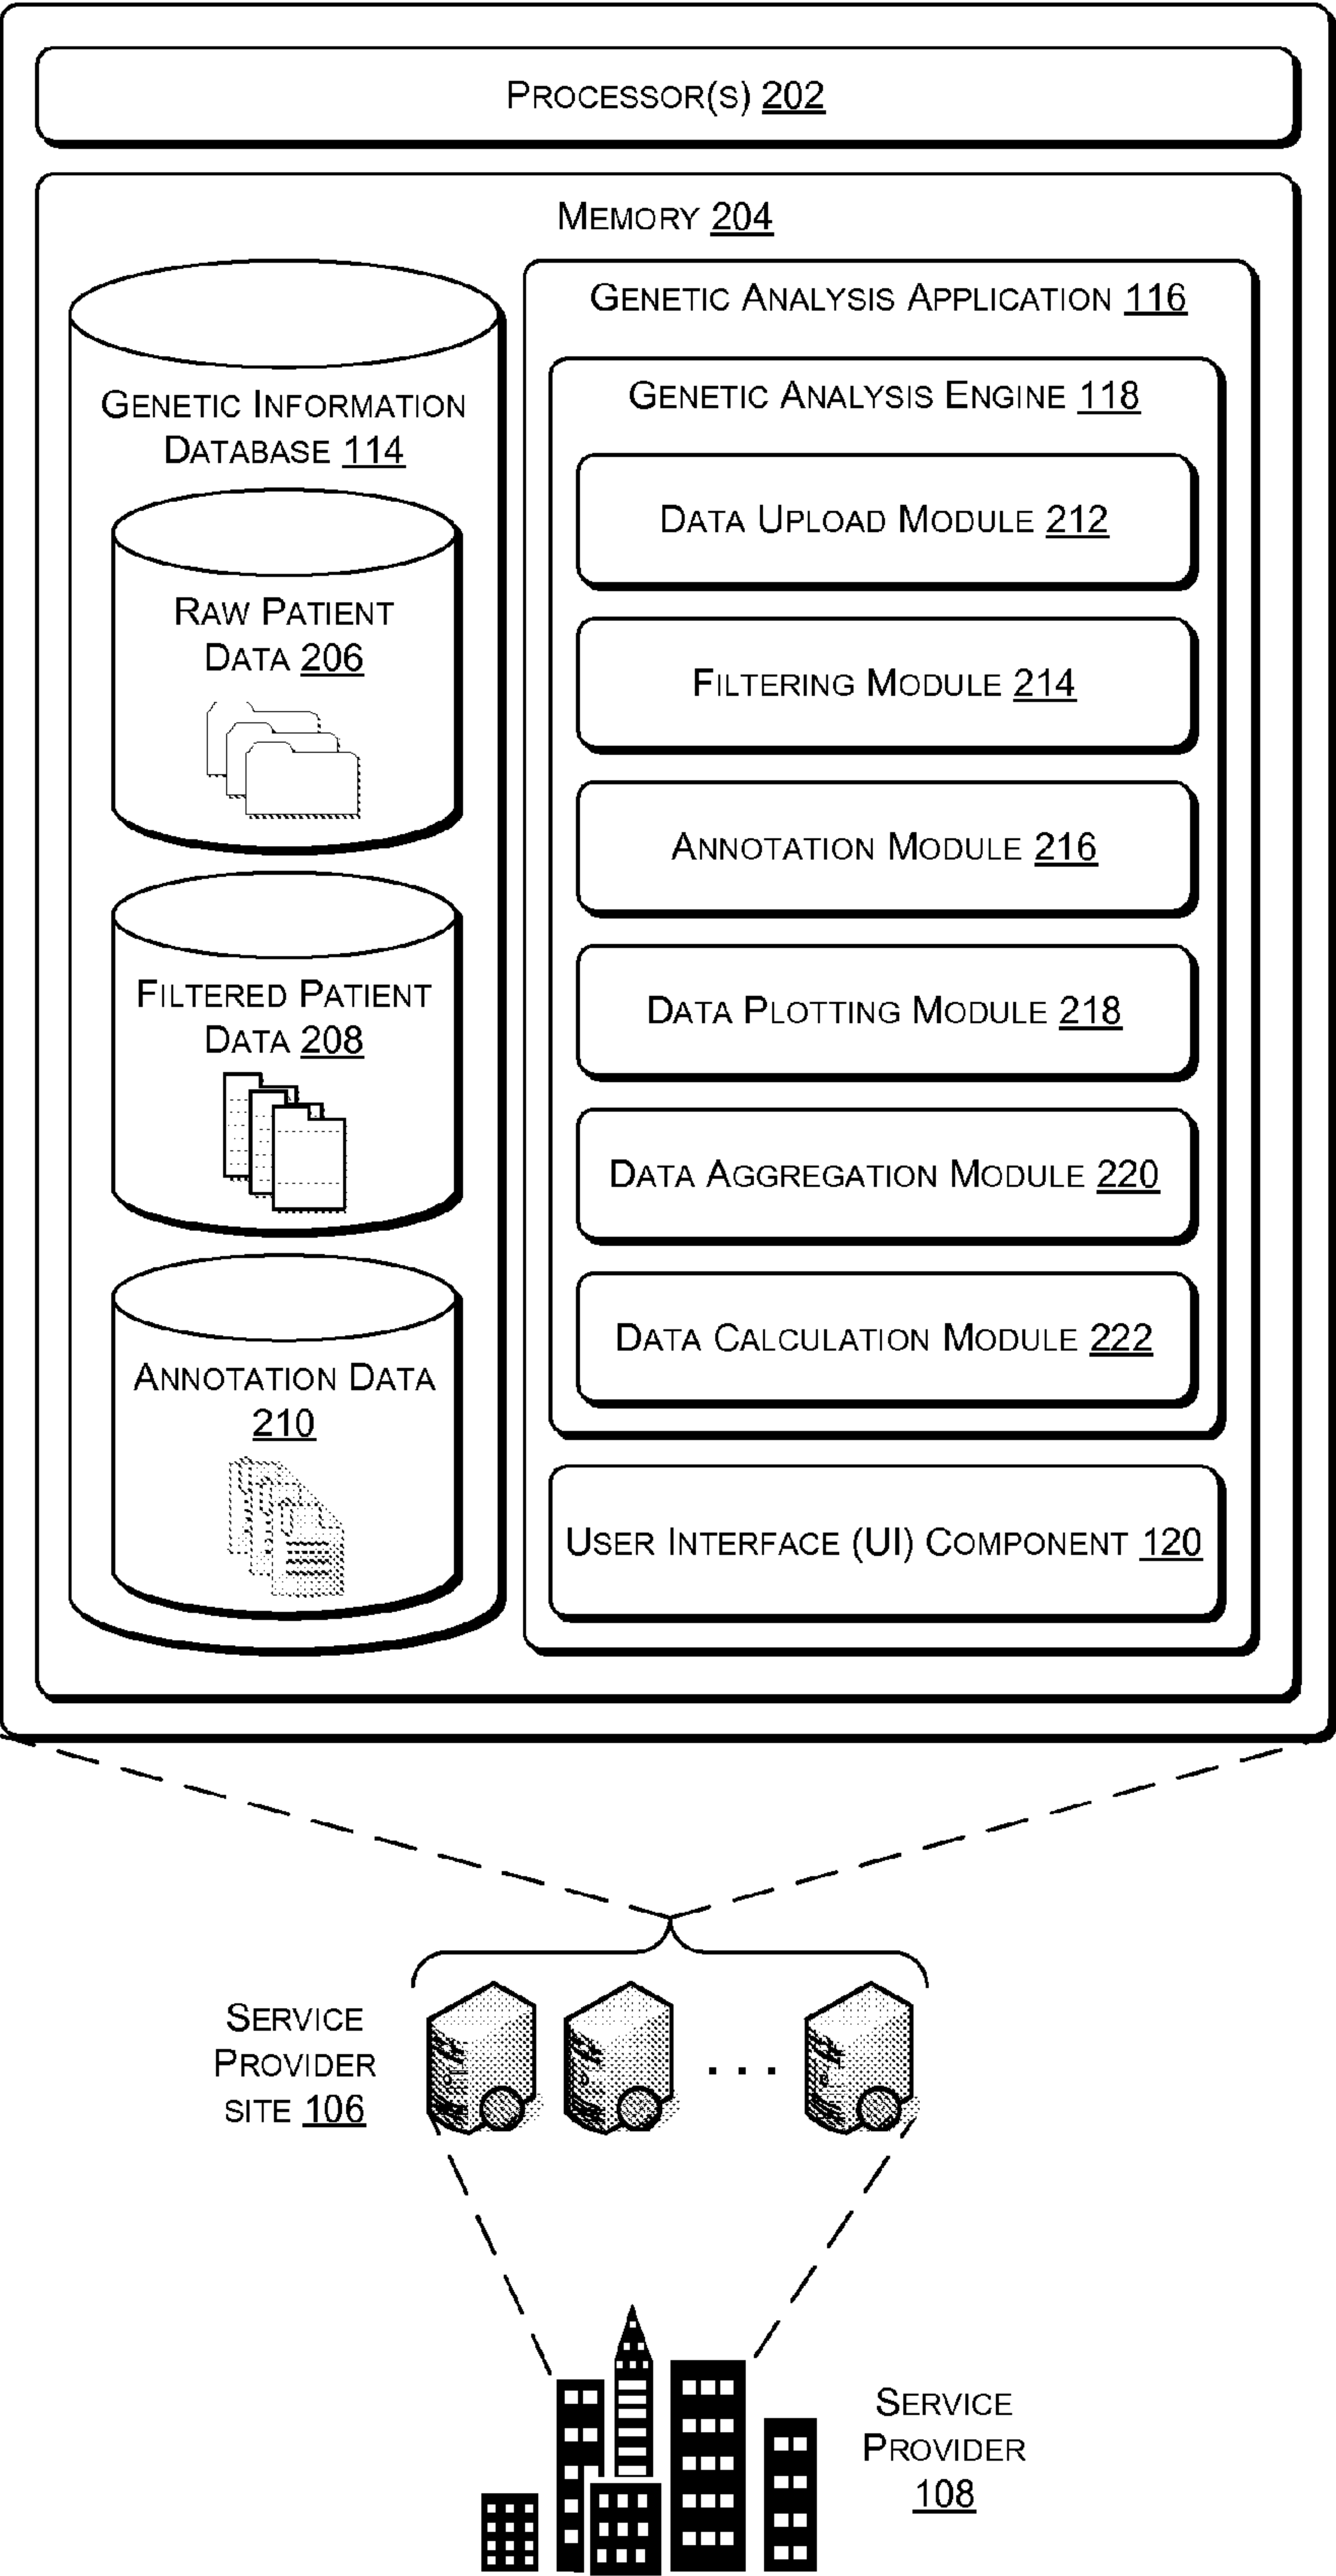 PROCESSOR(S) 202
MEMORY 204
GENETIC INFORMATION
DATABASE 114
RAW PATIENT
DATA 206
FILTERED PATIENT
DATA 208
ANNOTATION DATA
210
GENETIC ANALYSIS APPLICATION 116
GENETIC ANALYSIS ENGINE 118
DATA UPLOAD MODULE 212
FILTERING MODULE 214
ANNOTATION MODULE 216
DATA PLOTTING MODULE 218
DATA AGGREGATION MODULE 220
DATA CALCULATION MODULE 222
USER INTERFACE (UI) COMPONENT 120
SERVICE
PROVIDER
SITE 106
. . .
SERVICE
PROVIDER
108